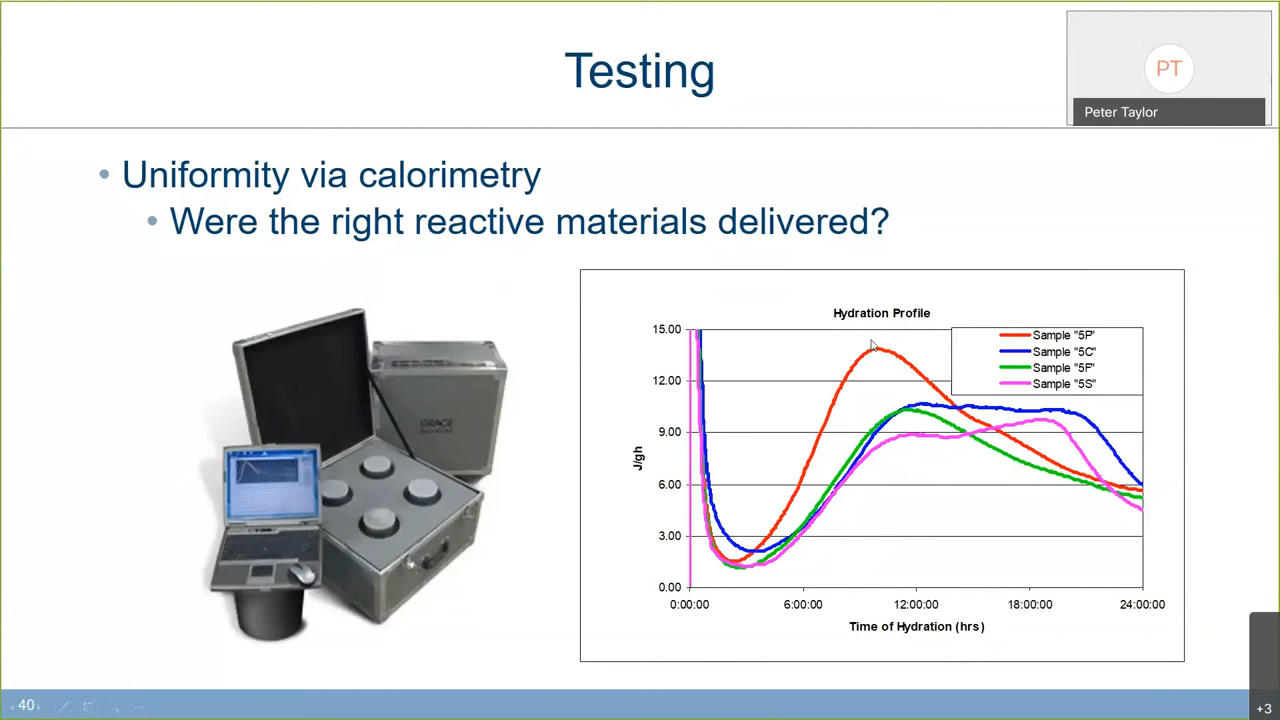 Testing
PT
Peter Taylor
• Uniformity via calorimetry
• Were the right reactive materials delivered?
GRACE
Hydration Profile
15.00
12.00
9.00
6.00
3.00
0.00
J/gh
Sample "5P"
Sample "5C"
Sample "5F"
Sample "5S"
0:00:00
6:00:00
12:00:00
18:00:00
24:00:00
Time of Hydration (hrs)
40
+3